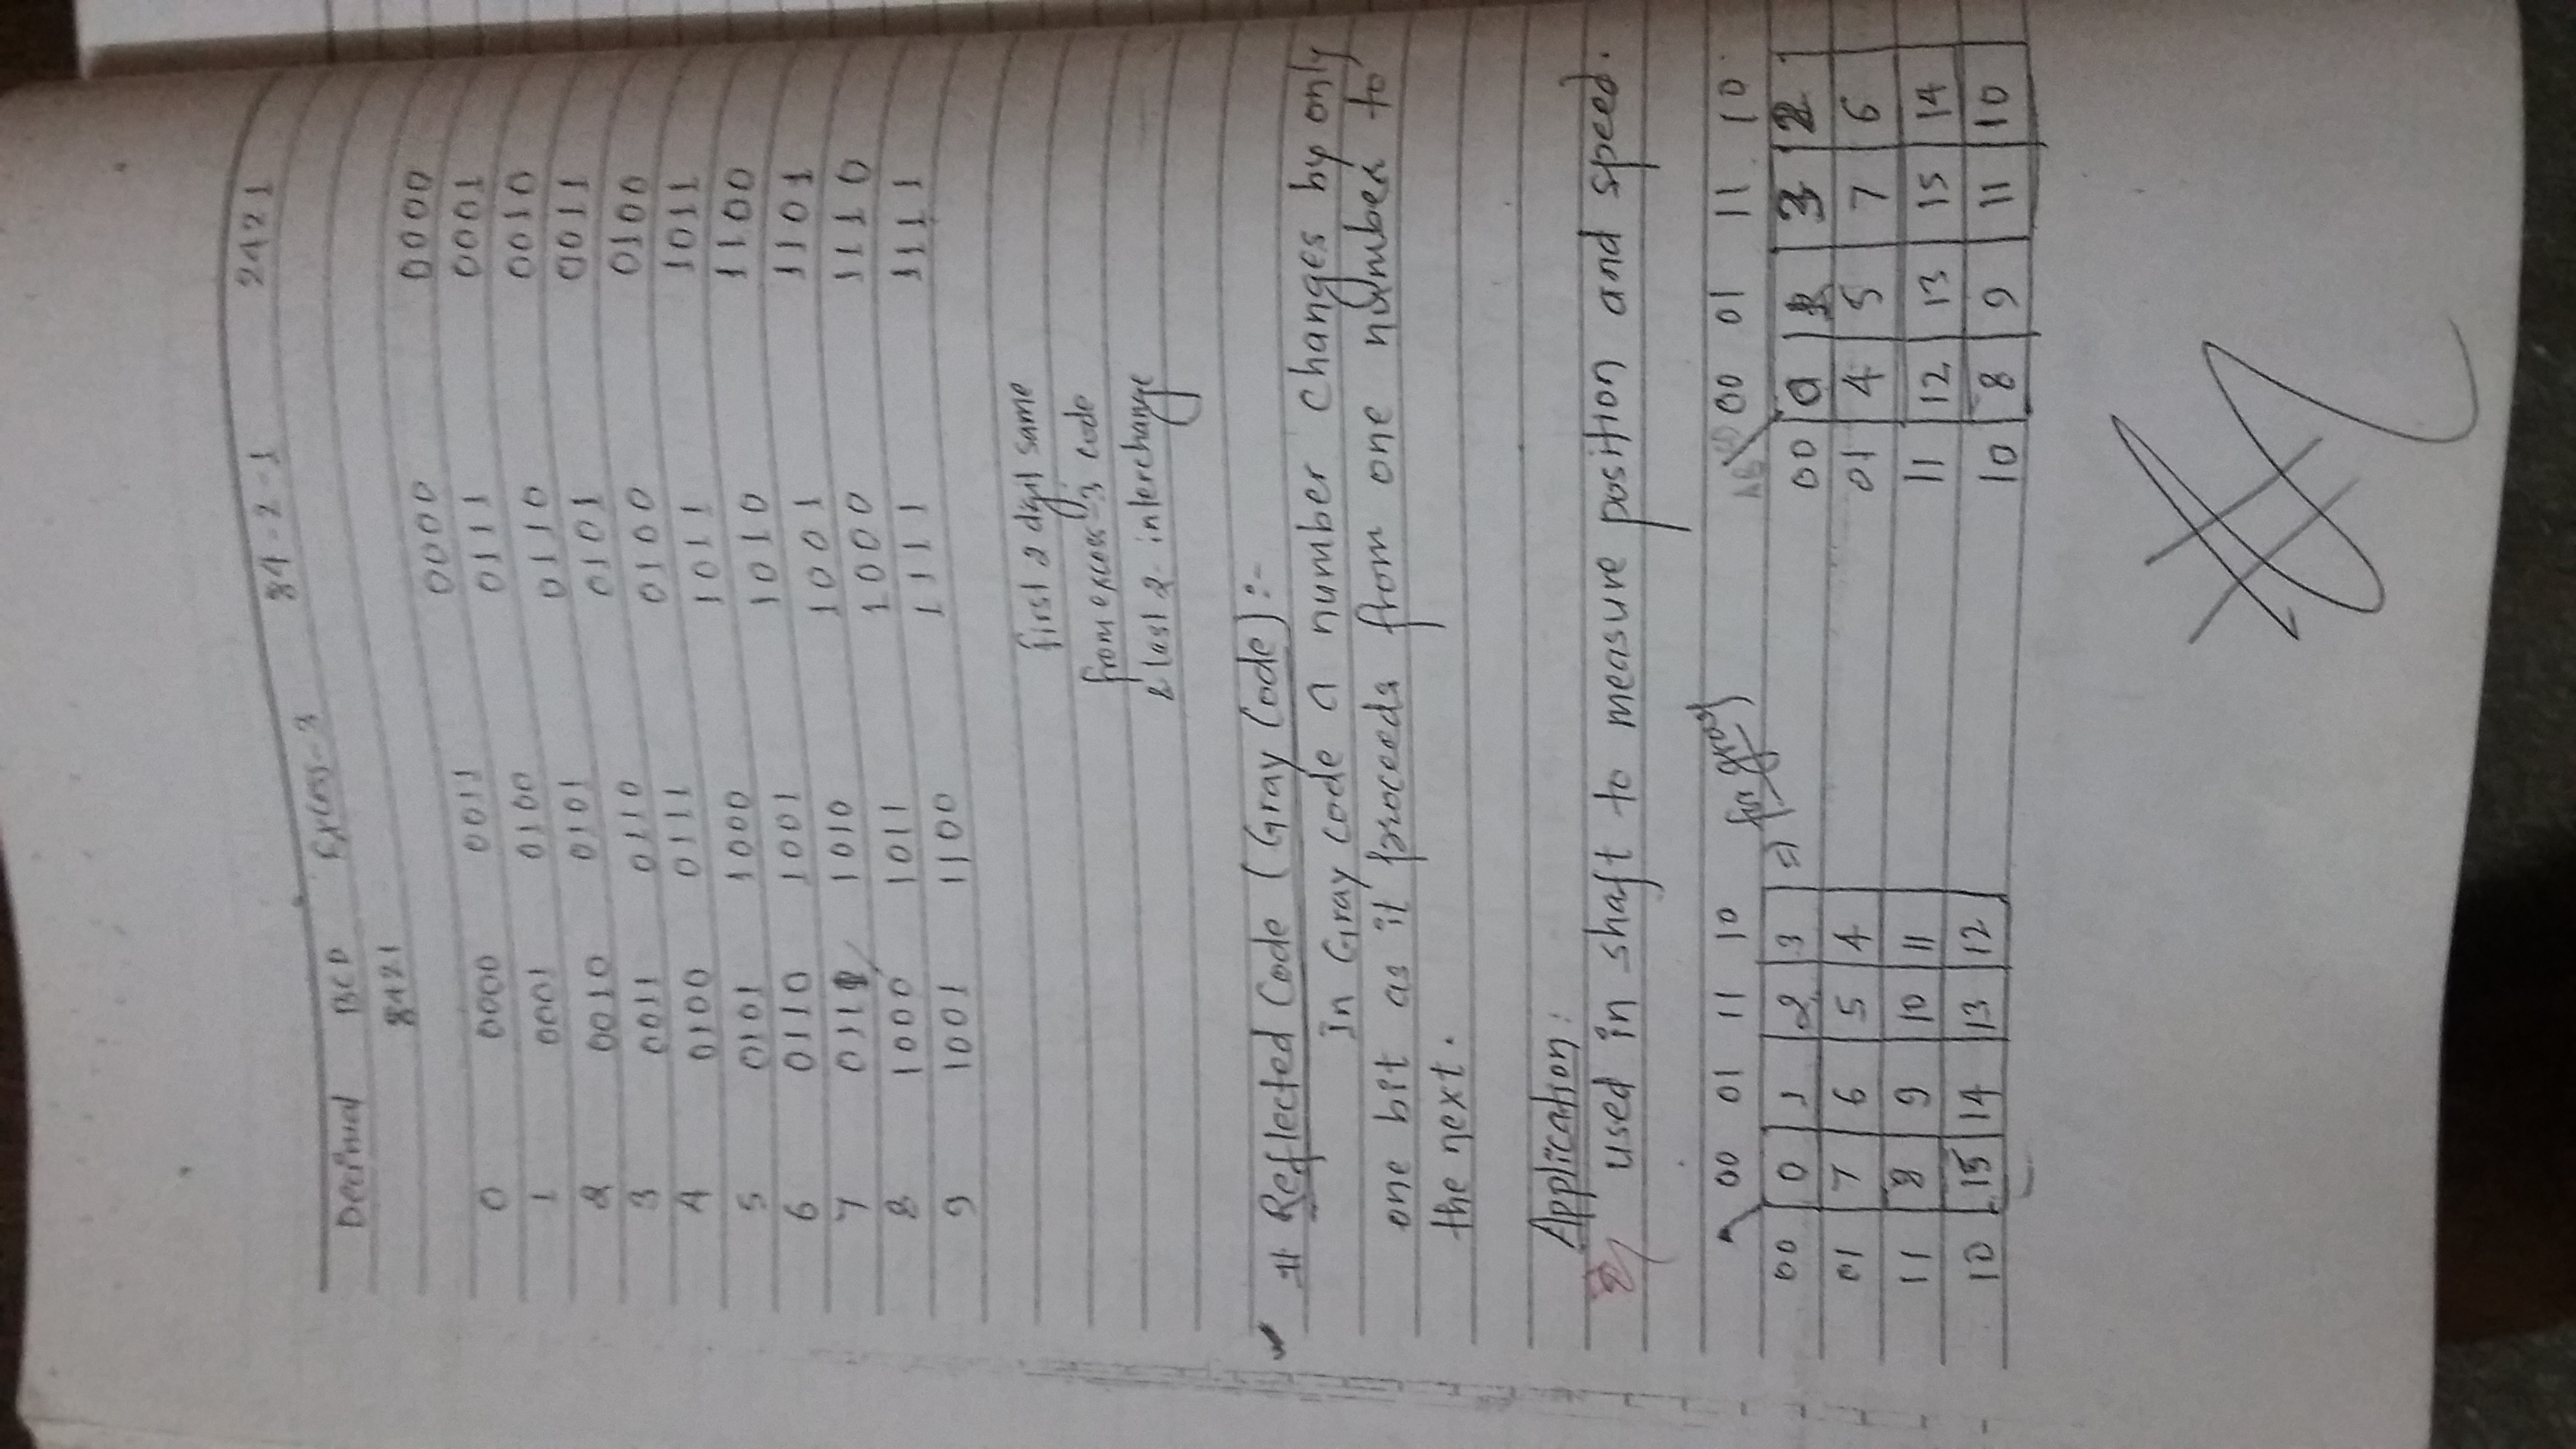 Decimal BCD Excess-3 84-2-1 2421
8421
0 0000 0011 0000 0000
1 0001 0100 0111 0001
2 0010 0101 0110 0010
3 0011 0110 0101 0011
4 0100 0111 0100 0100
5 0101 1000 1011 1011
6 0110 1001 1010 1100
7 0111 1010 1001 1101
8 1000 1011 1000 1110
9 1001 1100 1111 1111
first 2 digit same
from excess-3 code
& last 2 interchange
# Reflected Code (Gray Code) :-
In Gray code a number changes by only
one bit as it proceeds from one number to
the next.
Application:
used in shaft to measure position and speed.
00 01 11 10 => for gray
00 0 1 2 3
01 7 6 5 4
11 8 9 10 11
10 15 14 13 12
AB CD 00 01 11 10
00 0 1 3 2
01 4 5 7 6
11 12 13 15 14
10 8 9 11 10